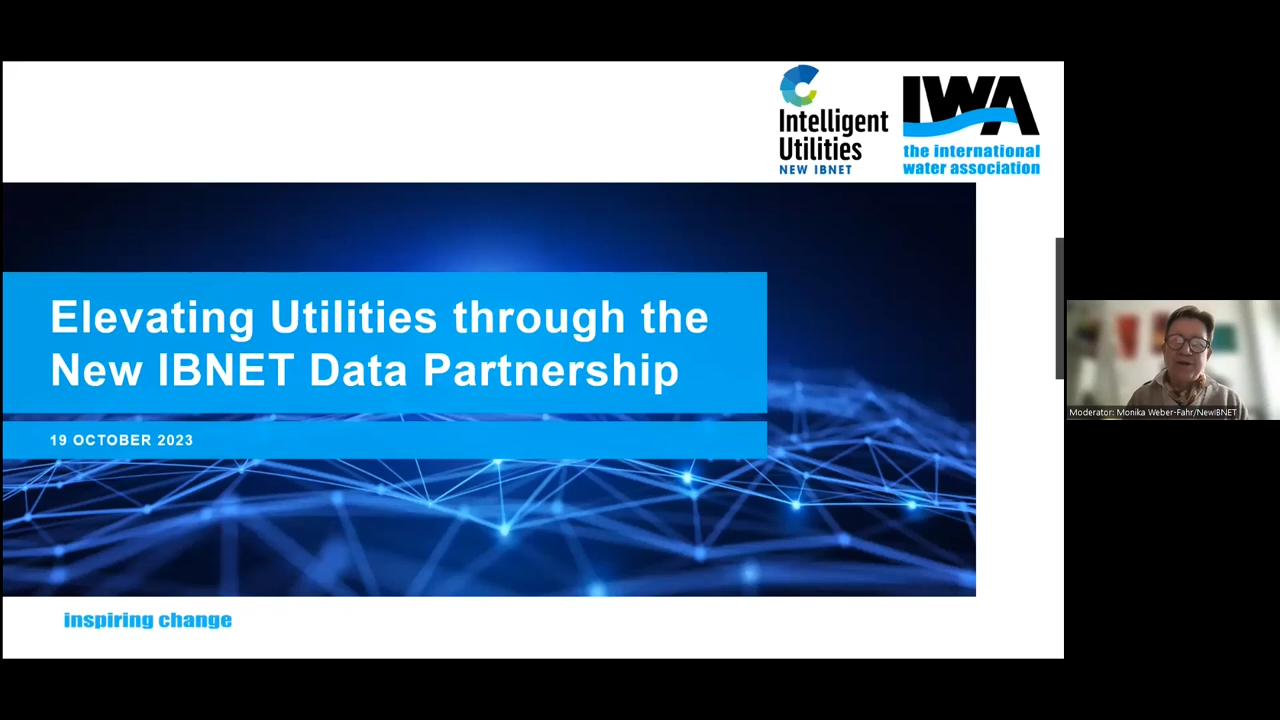 Intelligent
Utilities
NEW IBNET
IWA
the international
water association
Elevating Utilities through the
New IBNET Data Partnership
19 OCTOBER 2023
inspiring change
Moderator: Monika Weber-Fahr/NewIBNET